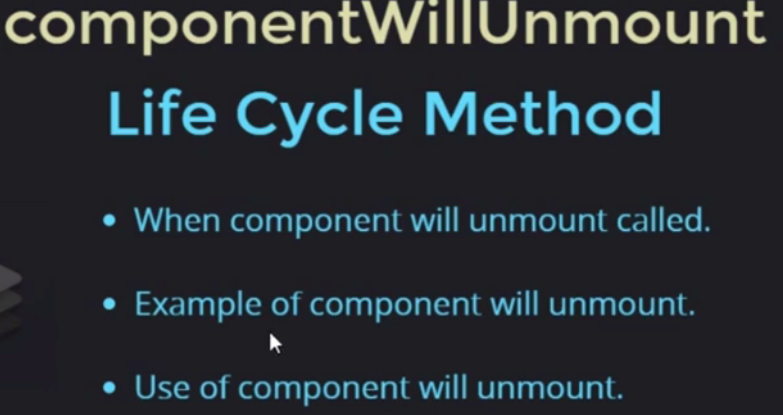 componentWillUnmount
Life Cycle Method
• When component will unmount called.
• Example of component will unmount.
• Use of component will unmount.